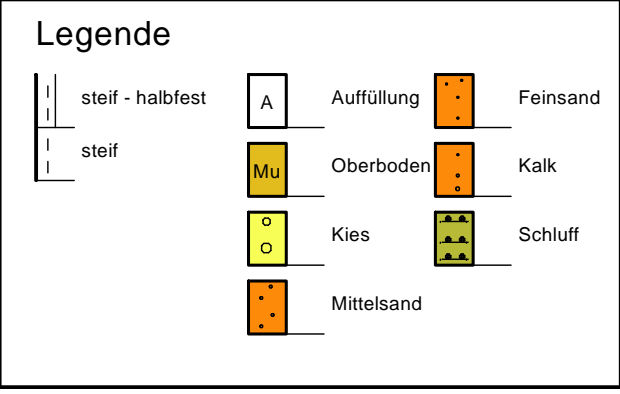 Legende
steif - halbfest
steif
A Auffüllung
Mu Oberboden
Kies
Mittelsand
Feinsand
Kalk
Schluff